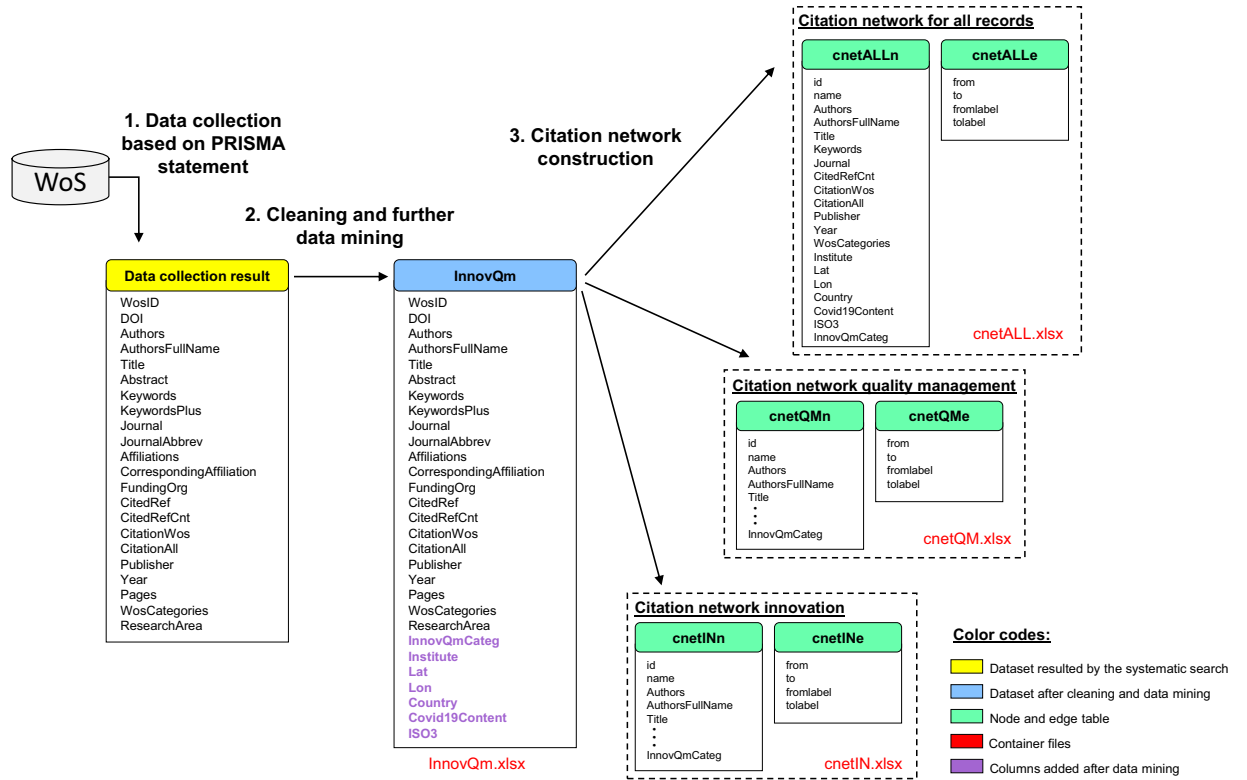 1. Data collection
based on PRISMA
statement
WoS
2. Cleaning and further
data mining
3. Citation network
construction
Data collection result
WosID
DOI
Authors
AuthorsFullName
Title
Abstract
Keywords
KeywordsPlus
Journal
JournalAbbrev
Affiliations
CorrespondingAffiliation
FundingOrg
CitedRef
CitedRefCnt
CitationWos
CitationAll
Publisher
Year
Pages
WosCategories
ResearchArea
InnovQm
WosID
DOI
Authors
AuthorsFullName
Title
Abstract
Keywords
KeywordsPlus
Journal
JournalAbbrev
Affiliations
CorrespondingAffiliation
FundingOrg
CitedRef
CitedRefCnt
CitationWos
CitationAll
Publisher
Year
Pages
WosCategories
ResearchArea
InnovQmCateg
Institute
Lat
Lon
Country
Covid19Content
ISO3
InnovQm.xlsx
Citation network for all records
cnetALLn
id
name
Authors
AuthorsFullName
Title
Keywords
Journal
CitedRefCnt
CitationWos
CitationAll
Publisher
Year
WosCategories
Institute
Lat
Lon
Country
Covid19Content
ISO3
InnovQmCateg
cnetALLe
from
to
fromlabel
tolabel
cnetALL.xlsx
Citation network quality management
cnetQMn
id
name
Authors
AuthorsFullName
Title
InnovQmCateg
cnetQMe
from
to
fromlabel
tolabel
cnetQM.xlsx
Citation network innovation
cnetINn
id
name
Authors
AuthorsFullName
Title
InnovQmCateg
cnetINe
from
to
fromlabel
tolabel
cnetIN.xlsx
Color codes:
Dataset resulted by the systematic search
Dataset after cleaning and data mining
Node and edge table
Container files
Columns added after data mining